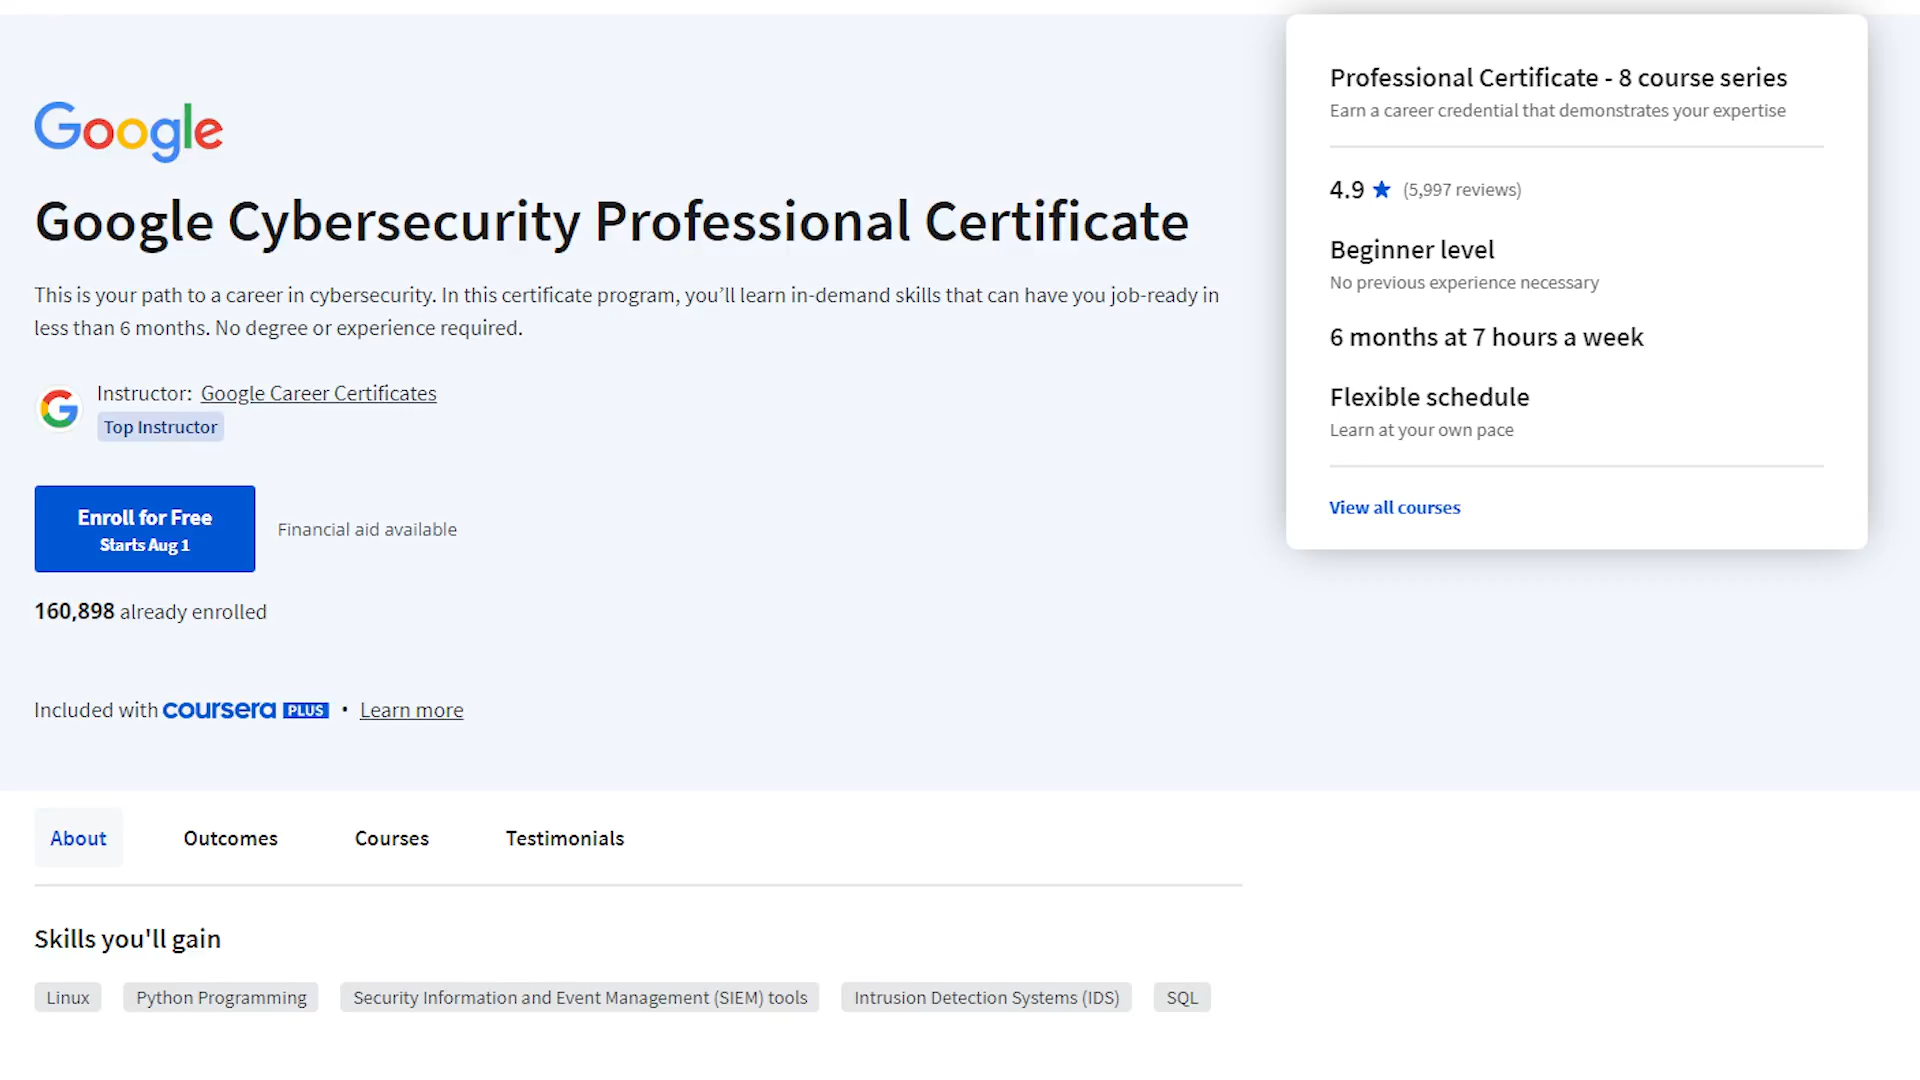 Google
Google Cybersecurity Professional Certificate
This is your path to a career in cybersecurity. In this certificate program, you’ll learn in-demand skills that can have you job-ready in
less than 6 months. No degree or experience required.
Instructor: Google Career Certificates
Top Instructor
Enroll for Free
Starts Aug 1
Financial aid available
160,898 already enrolled
Included with coursera PLUS • Learn more
Professional Certificate - 8 course series
Earn a career credential that demonstrates your expertise
4.9 ★ (5,997 reviews)
Beginner level
No previous experience necessary
6 months at 7 hours a week
Flexible schedule
Learn at your own pace
View all courses
About Outcomes Courses Testimonials
Skills you'll gain
Linux Python Programming Security Information and Event Management (SIEM) tools Intrusion Detection Systems (IDS) SQL